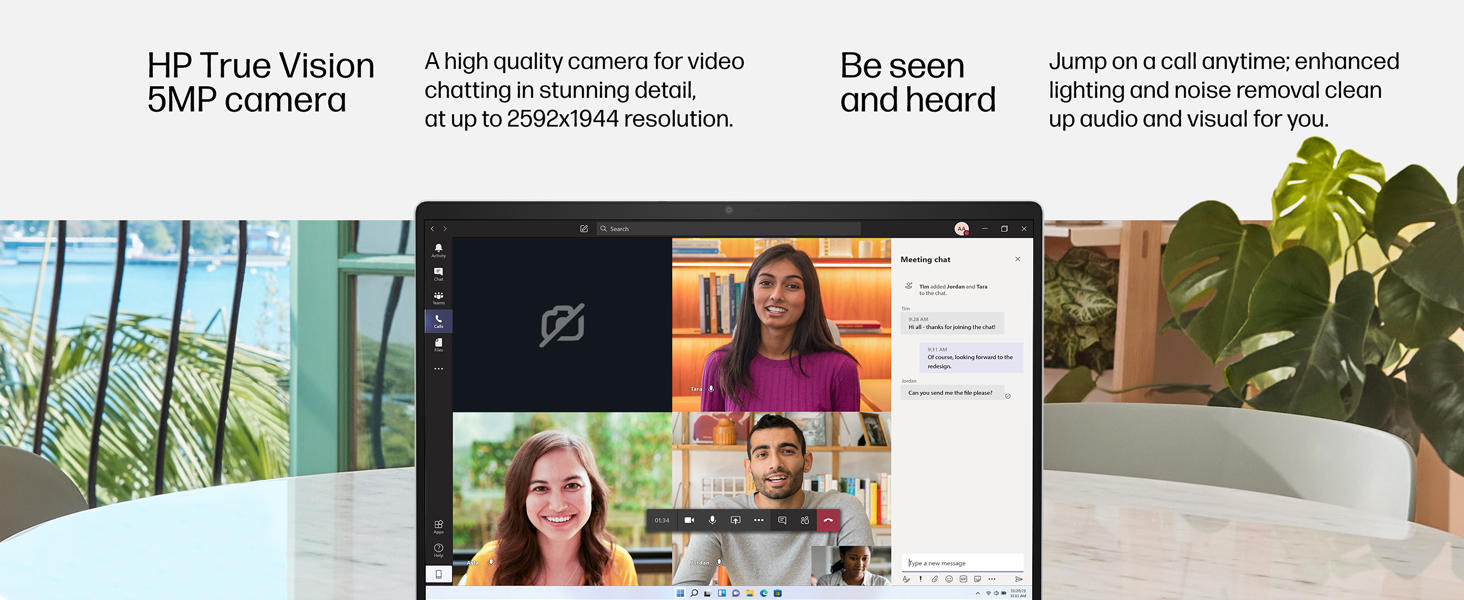 HP True Vision
5MP camera
A high quality camera for video
chatting in stunning detail,
at up to 2592x1944 resolution.
Be seen
and heard
Jump on a call anytime; enhanced
lighting and noise removal clean
up audio and visual for you.
Search
AA
Activity
Chat
Teams
Calls
Files
Apps
Help
Tara
Jordan
01:34
Meeting chat
Tim added Jordan and Tara
to the chat.
Tim
9:28 AM
Hi all - thanks for joining the chat!
9:31 AM
Of course, looking forward to the
redesign.
Jordan
Can you send me the file please?
Type a new message